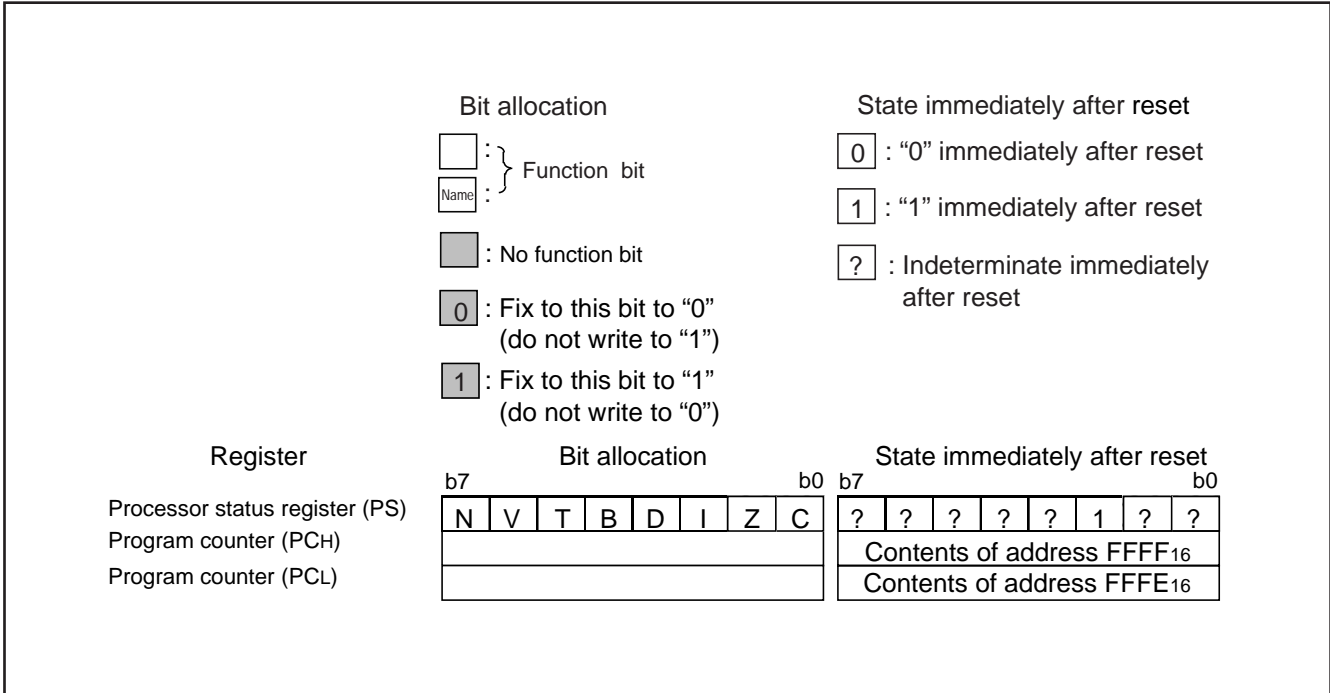 Bit allocation
State immediately after reset
:
Name :
Function bit
: No function bit
0 : Fix to this bit to “0”
(do not write to “1”)
1 : Fix to this bit to “1”
(do not write to “0”)
0 : “0” immediately after reset
1 : “1” immediately after reset
? : Indeterminate immediately
after reset
Register Bit allocation State immediately after reset
b7 b0 b7 b0
Processor status register (PS) N V T B D I Z C ? ? ? ? ? 1 ? ?
Program counter (PCH) Contents of address FFFF16
Program counter (PCL) Contents of address FFFE16